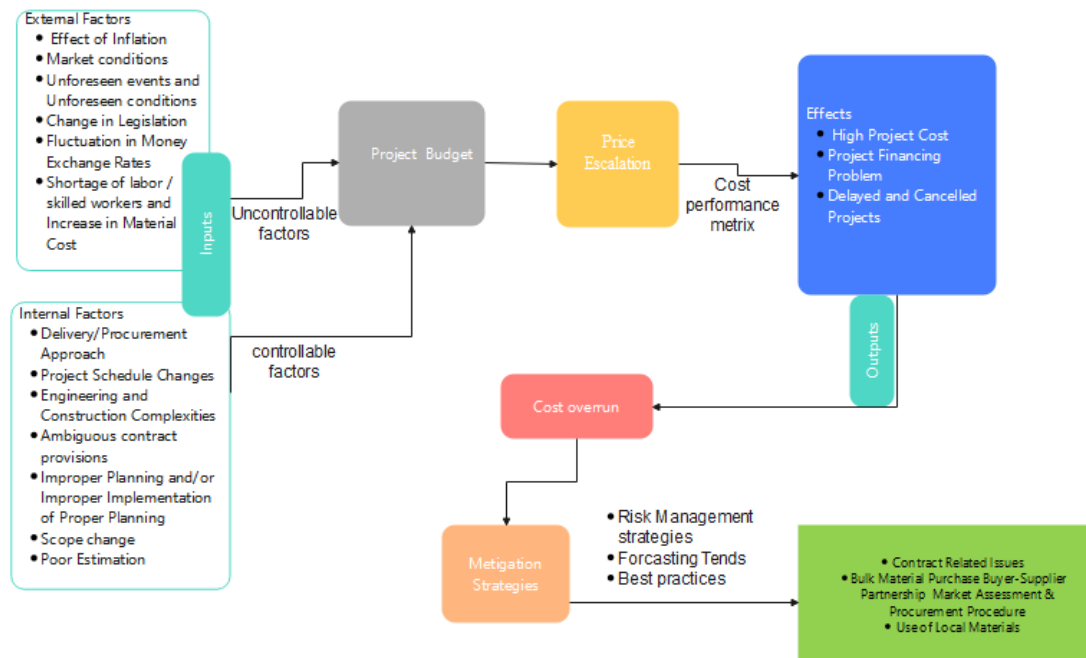 External Factors
Effect of Inflation
Market conditions
Unforeseen events and
Unforeseen conditions
Change in Legislation
Fluctuation in Money
Exchange Rates
Shortage of labor /
skilled workers and
Increase in Material
Cost
Inputs
Uncontrollable
factors
Internal Factors
Delivery/Procurement
Approach
Project Schedule Changes
Engineering and
Construction Complexities
Ambiguous contract
provisions
Improper Planning and/or
Improper Implementation
of Proper Planning
Scope change
Poor Estimation
controllable
factors
Project Budget
Price
Escalation
Cost
performance
metrix
Effects
High Project Cost
Project Financing
Problem
Delayed and Cancelled
Projects
Outputs
Cost overrun
Metigation
Strategies
Risk Management
strategies
Forcasting Tends
Best practices
Contract Related Issues
Bulk Material Purchase Buyer-Supplier
Partnership Market Assessment &
Procurement Procedure
Use of Local Materials